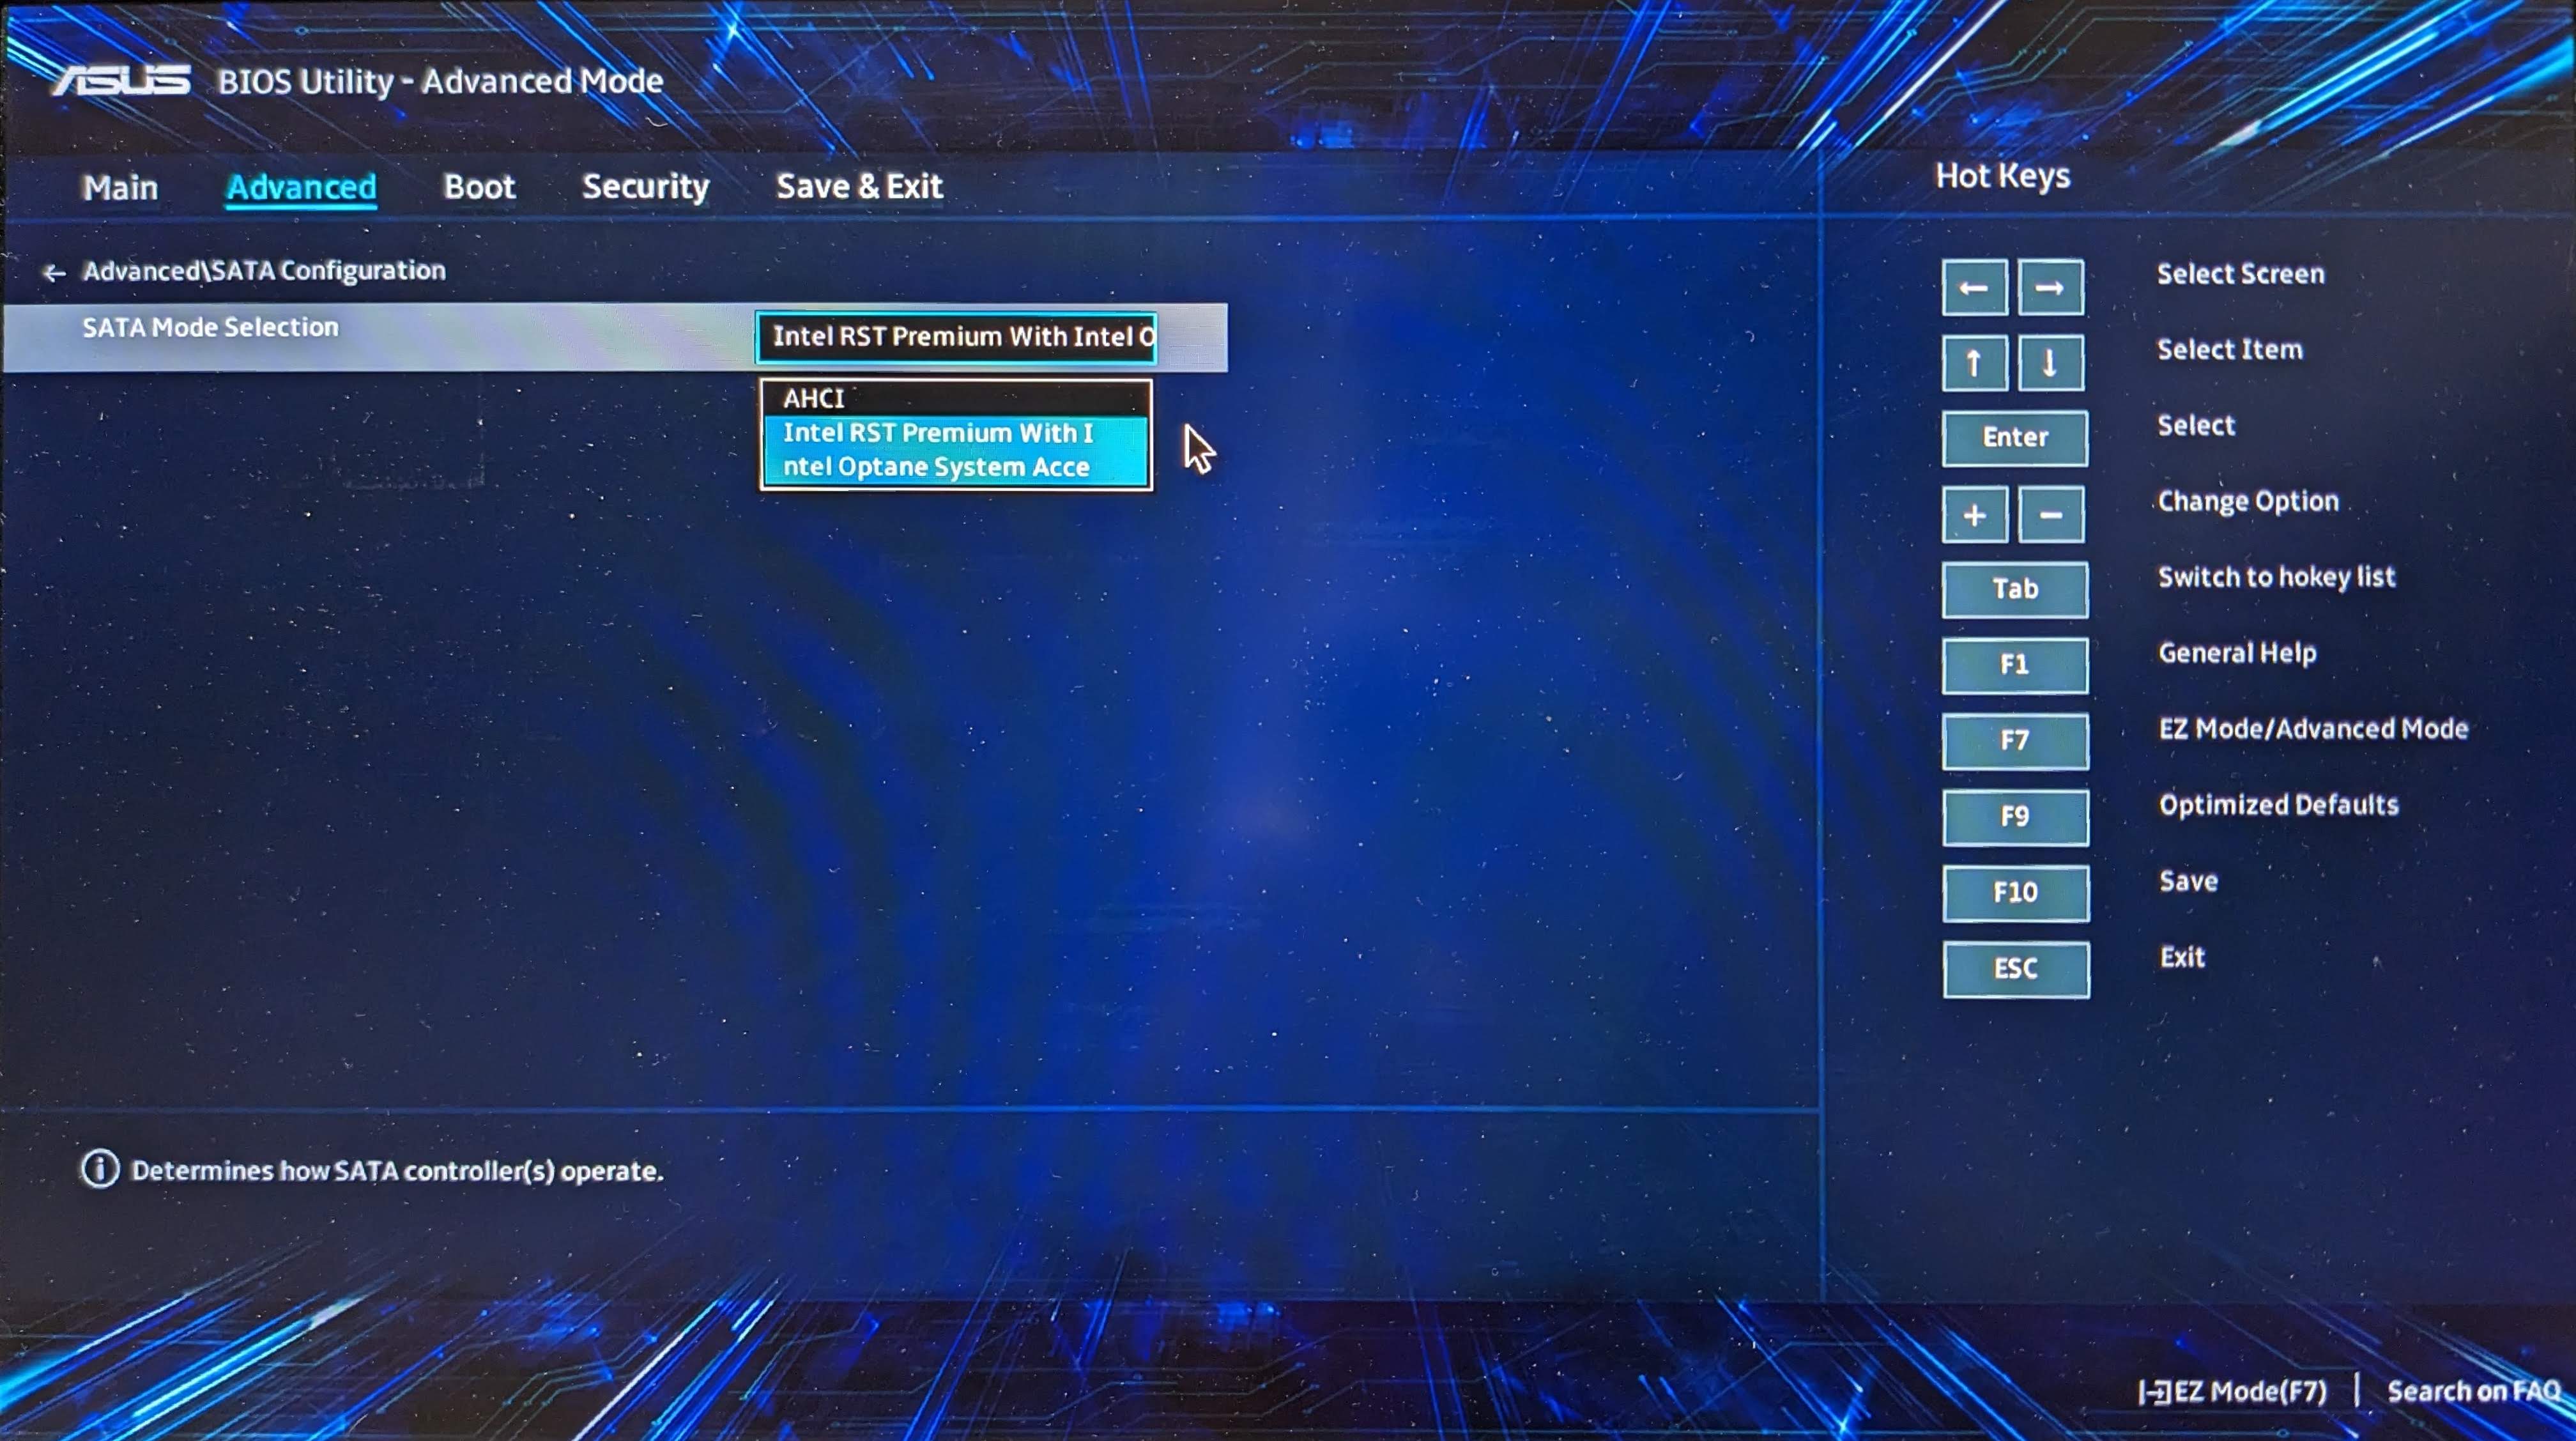 ASUS BIOS Utility - Advanced Mode
Main Advanced Boot Security Save & Exit
← Advanced\SATA Configuration
SATA Mode Selection Intel RST Premium With Intel O
AHCI
Intel RST Premium With I
ntel Optane System Acce
Determines how SATA controller(s) operate.
Hot Keys
← → Select Screen
↑ ↓ Select Item
Enter Select
+ - Change Option
Tab Switch to hokey list
F1 General Help
F7 EZ Mode/Advanced Mode
F9 Optimized Defaults
F10 Save
ESC Exit
EZ Mode(F7) | Search on FAQ